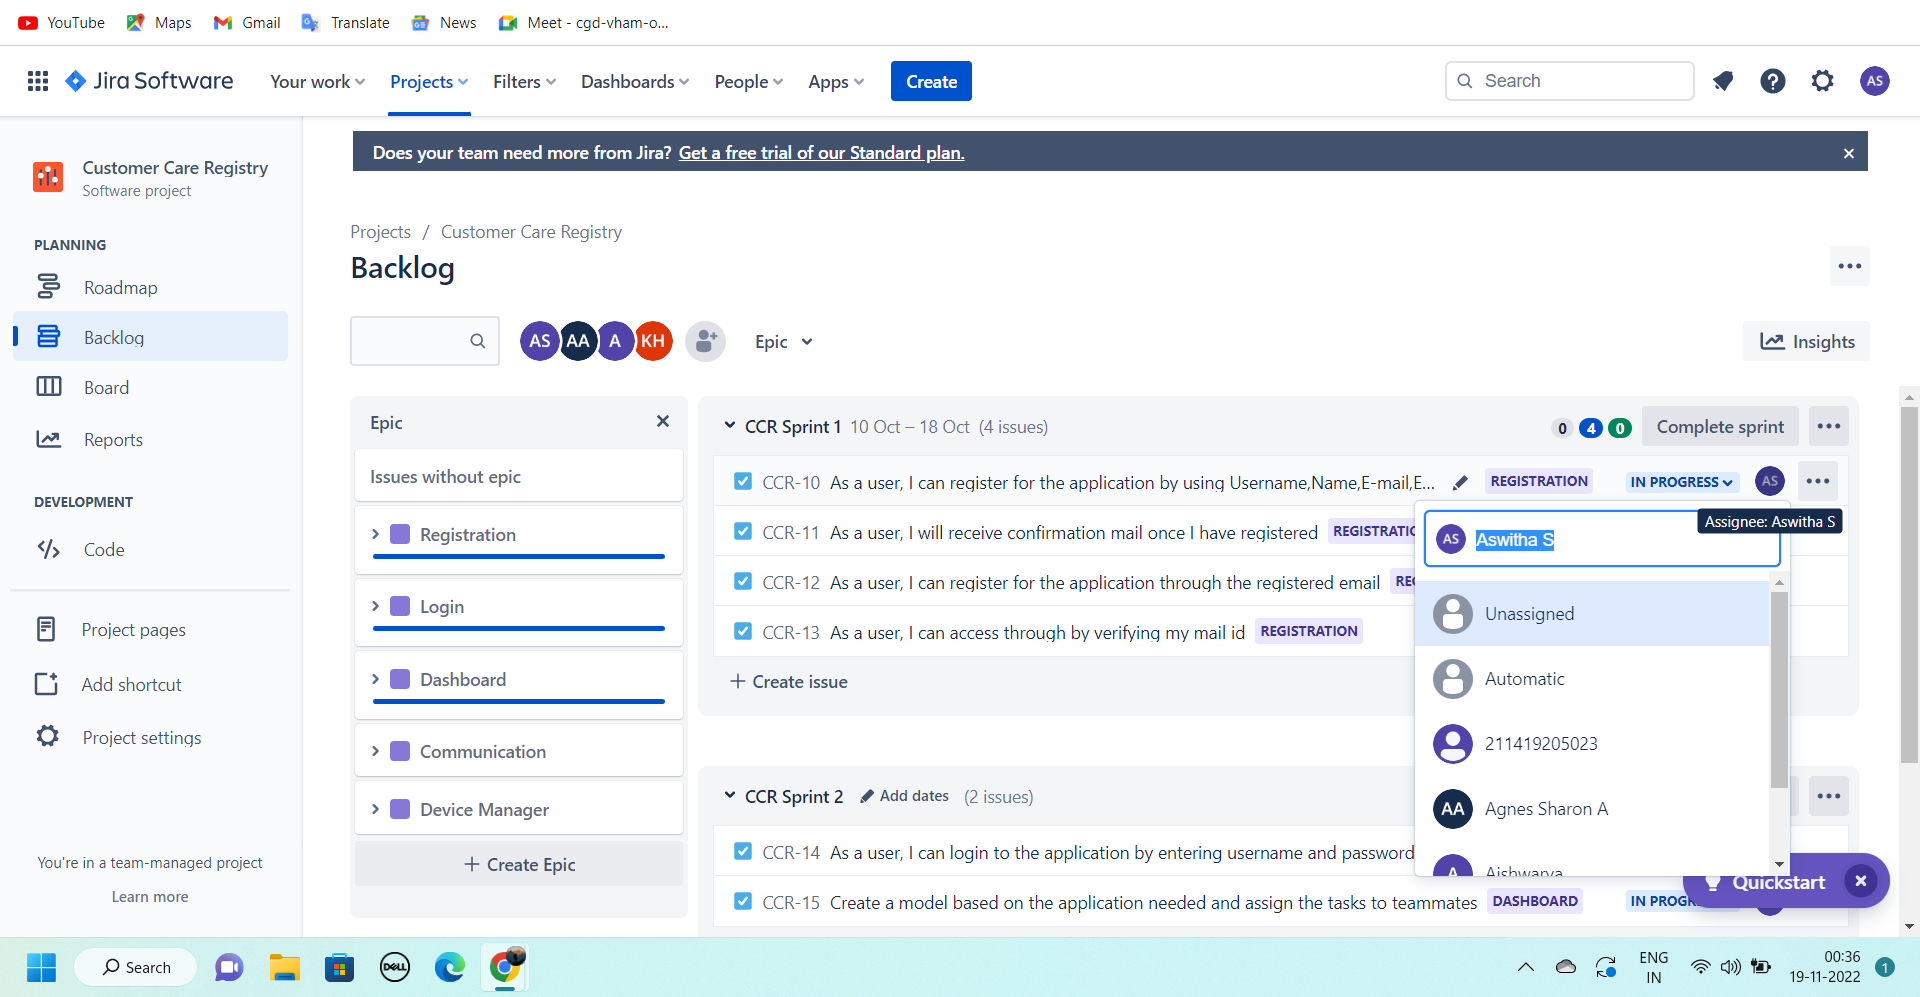 YouTube Maps Gmail Translate News Meet - cgd-vham-o...
Jira Software Your work Projects Filters Dashboards People Apps Create Search AS
Does your team need more from Jira? Get a free trial of our Standard plan.
Customer Care Registry
Software project
PLANNING
Roadmap
Backlog
Board
Reports
DEVELOPMENT
Code
Project pages
Add shortcut
Project settings
You're in a team-managed project
Learn more
Projects / Customer Care Registry
Backlog
AS AA A KH Epic Insights
Epic
Issues without epic
Registration
Login
Dashboard
Communication
Device Manager
+ Create Epic
CCR Sprint 1 10 Oct – 18 Oct (4 issues) 0 4 0 Complete sprint
CCR-10 As a user, I can register for the application by using Username,Name,E-mail,E... REGISTRATION IN PROGRESS AS
CCR-11 As a user, I will receive confirmation mail once I have registered REGISTRATIO
CCR-12 As a user, I can register for the application through the registered email REG
CCR-13 As a user, I can access through by verifying my mail id REGISTRATION
+ Create issue
Assignee: Aswitha S
AS Aswitha S
Unassigned
Automatic
211419205023
AA Agnes Sharon A
A Aishwarya
CCR Sprint 2 Add dates (2 issues)
CCR-14 As a user, I can login to the application by entering username and password
CCR-15 Create a model based on the application needed and assign the tasks to teammates DASHBOARD IN PROG
Quickstart
Search DELL ENG
IN
00:36
19-11-2022 1